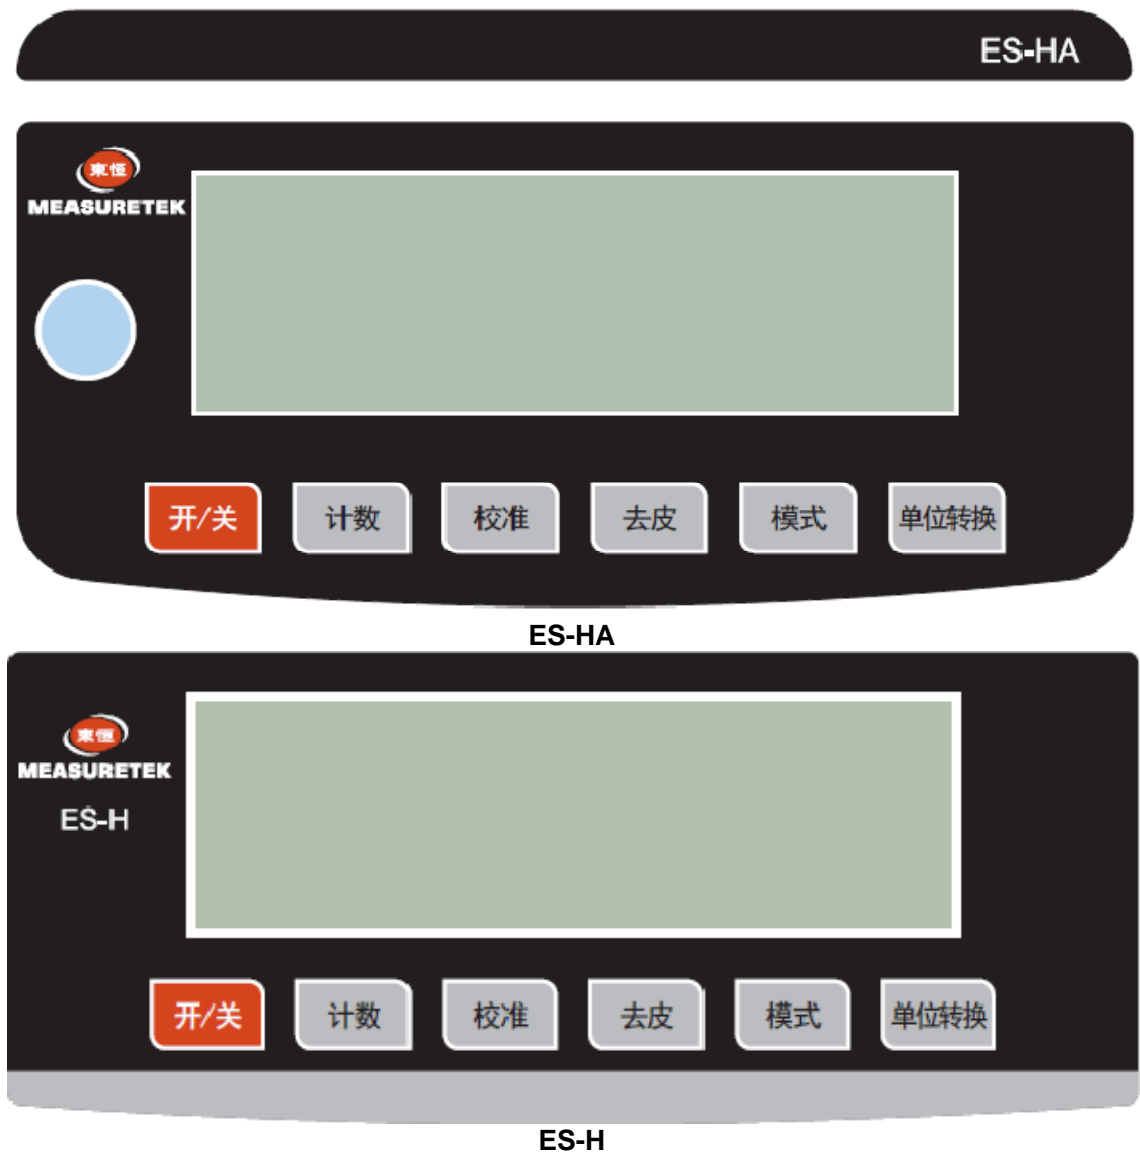 ES-HA
東恒
MEASURETEK
开/关 计数 校准 去皮 模式 单位转换
ES-HA
東恒
MEASURETEK
ES-H
开/关 计数 校准 去皮 模式 单位转换
ES-H